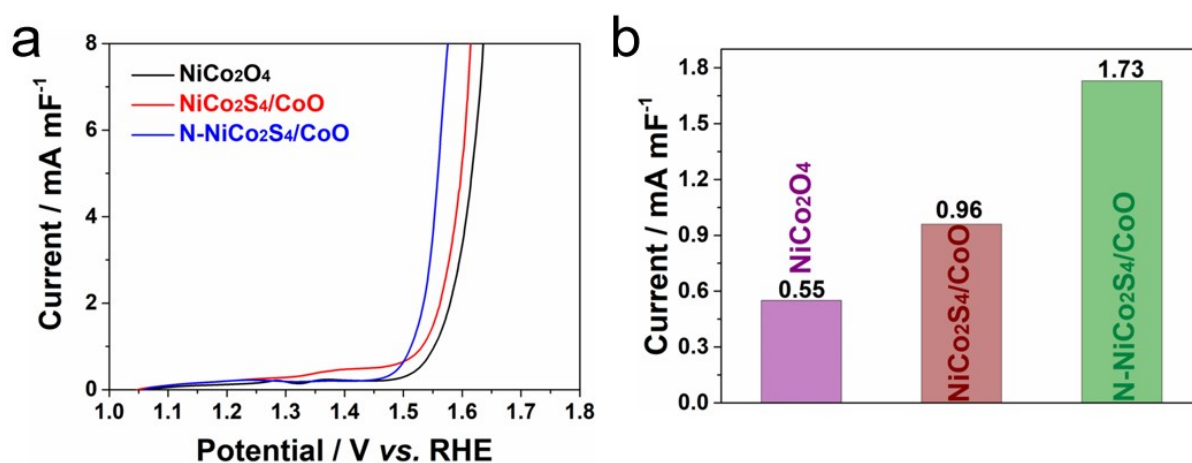 a
8
6
4
2
0
Current / mA mF⁻¹
NiCo₂O₄
NiCo₂S₄/CoO
N-NiCo₂S₄/CoO
1.0 1.1 1.2 1.3 1.4 1.5 1.6 1.7 1.8
Potential / V vs. RHE
b
1.8
1.5
1.2
0.9
0.6
0.3
0.0
Current / mA mF⁻¹
0.55
NiCo₂O₄
0.96
NiCo₂S₄/CoO
1.73
N-NiCo₂S₄/CoO